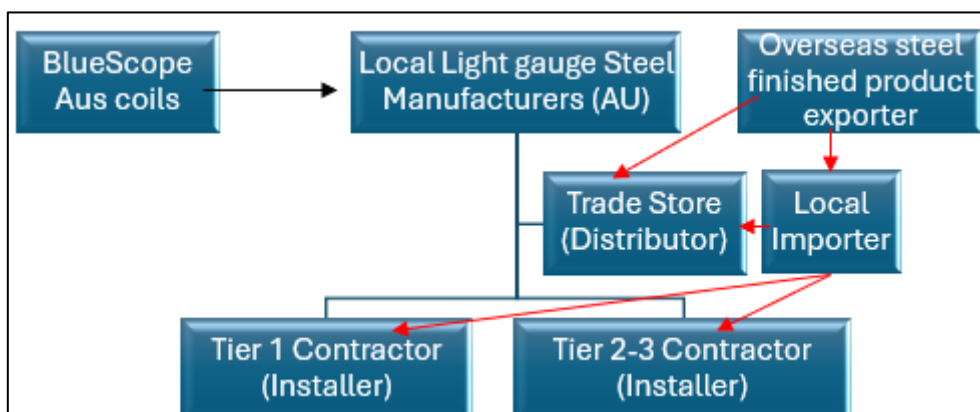 BlueScope
Aus coils
Local Light gauge Steel
Manufacturers (AU)
Overseas steel
finished product
exporter
Trade Store
(Distributor)
Local
Importer
Tier 1 Contractor
(Installer)
Tier 2-3 Contractor
(Installer)